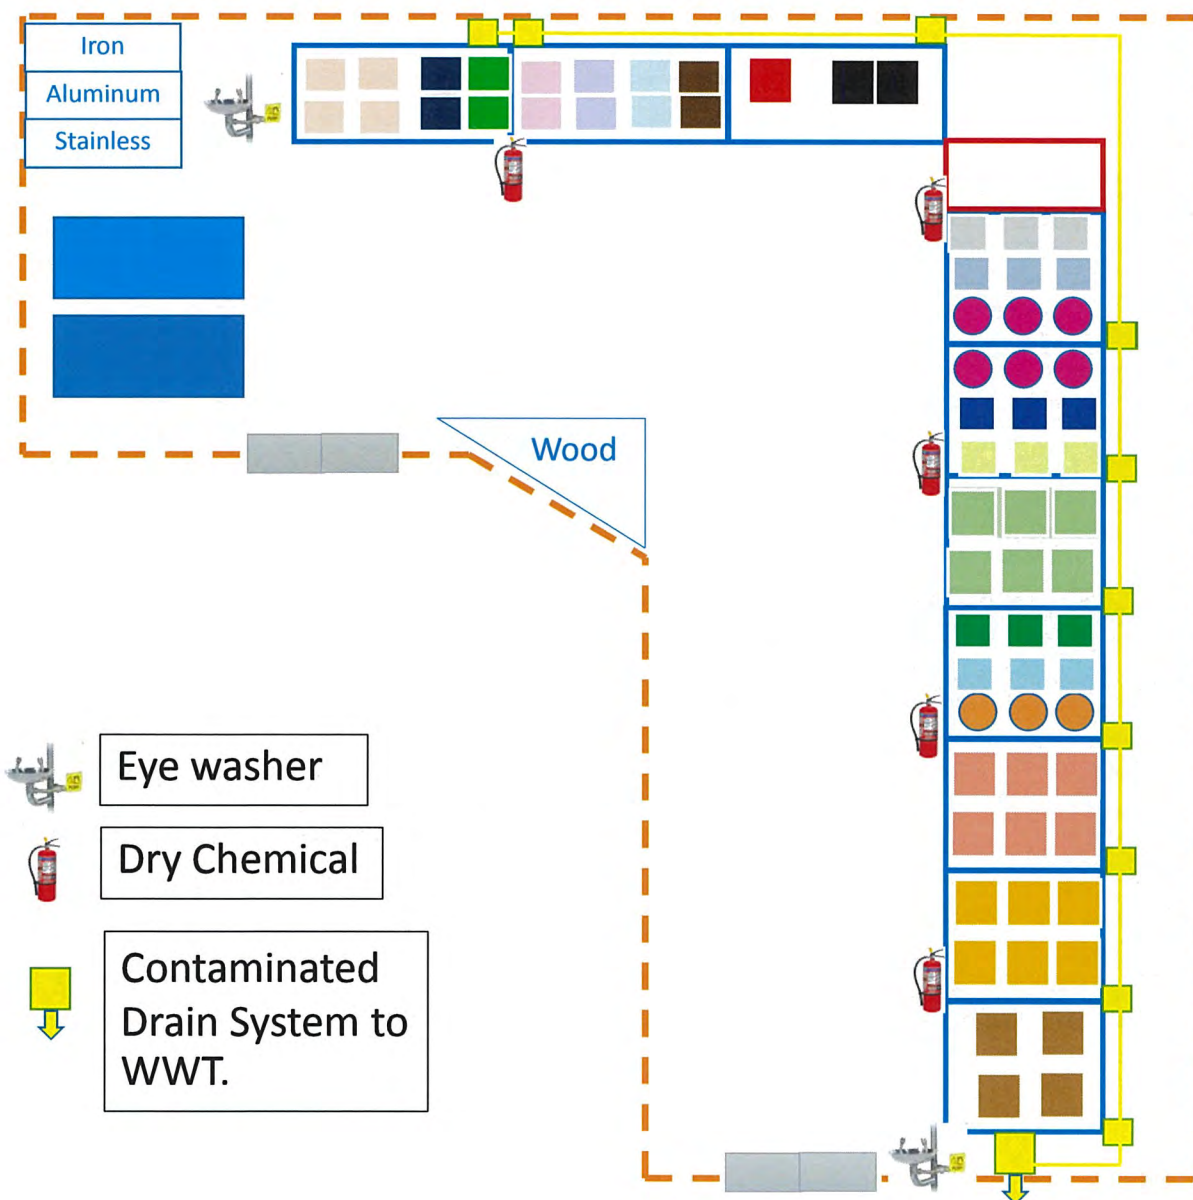 Iron
Aluminum
Stainless
Wood
Eye washer
Dry Chemical
Contaminated
Drain System to
WWT.